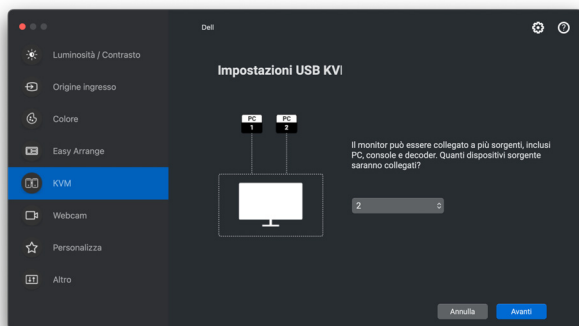 Dell
Luminosità / Contrasto
Origine ingresso
Colore
Easy Arrange
KVM
Webcam
Personalizza
Altro
Impostazioni USB KV
PC
1
PC
2
Il monitor può essere collegato a più sorgenti, inclusi
PC, console e decoder. Quanti dispositivi sorgente
saranno collegati?
2
Annulla
Avanti